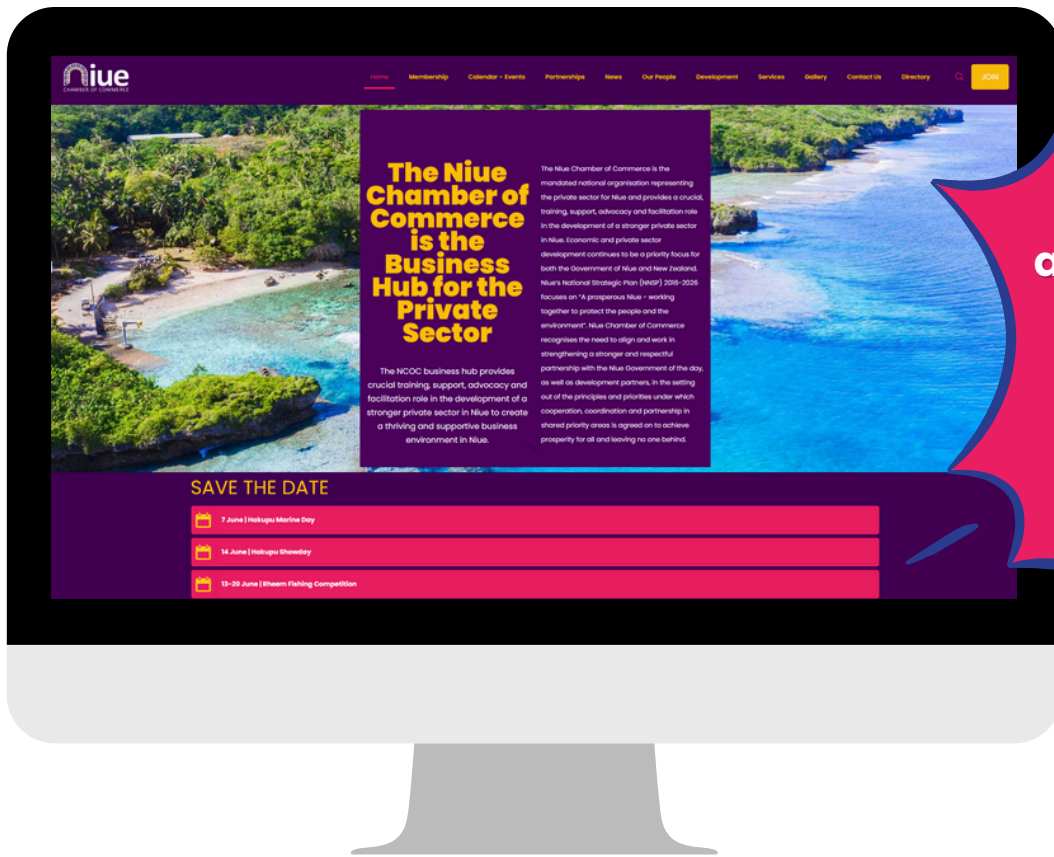 Niue
CHAMBER OF COMMERCE
Home
Membership
Calendar – Events
Partnerships
News
Our People
Development
Services
Gallery
Contact Us
Directory
JOIN
The Niue
Chamber of
Commerce
is the
Business
Hub for the
Private
Sector
The NCOC business hub provides
crucial training, support, advocacy and
facilitation role in the development of a
stronger private sector in Niue to create
a thriving and supportive business
environment in Niue.
The Niue Chamber of Commerce is the
mandated national organisation representing
the private sector for Niue and provides a crucial,
training, support, advocacy and facilitation role
in the development of a stronger private sector
in Niue. Economic and private sector
development continues to be a priority focus for
both the Government of Niue and New Zealand.
Niue's National Strategic Plan (NNSP) 2016-2026
focuses on "A prosperous Niue - working
together to protect the people and the
environment". Niue Chamber of Commerce
recognises the need to align and work in
strengthening a stronger and respectful
partnership with the Niue Government of the day,
as well as development partners, in the setting
out of the principles and priorities under which
cooperation, coordination and partnership in
shared priority areas is agreed on to achieve
prosperity for all and leaving no one behind.
SAVE THE DATE
7 June | Hakupu Marine Day
14 June | Hakupu Showday
13-20 June | Rheem Fishing Competition